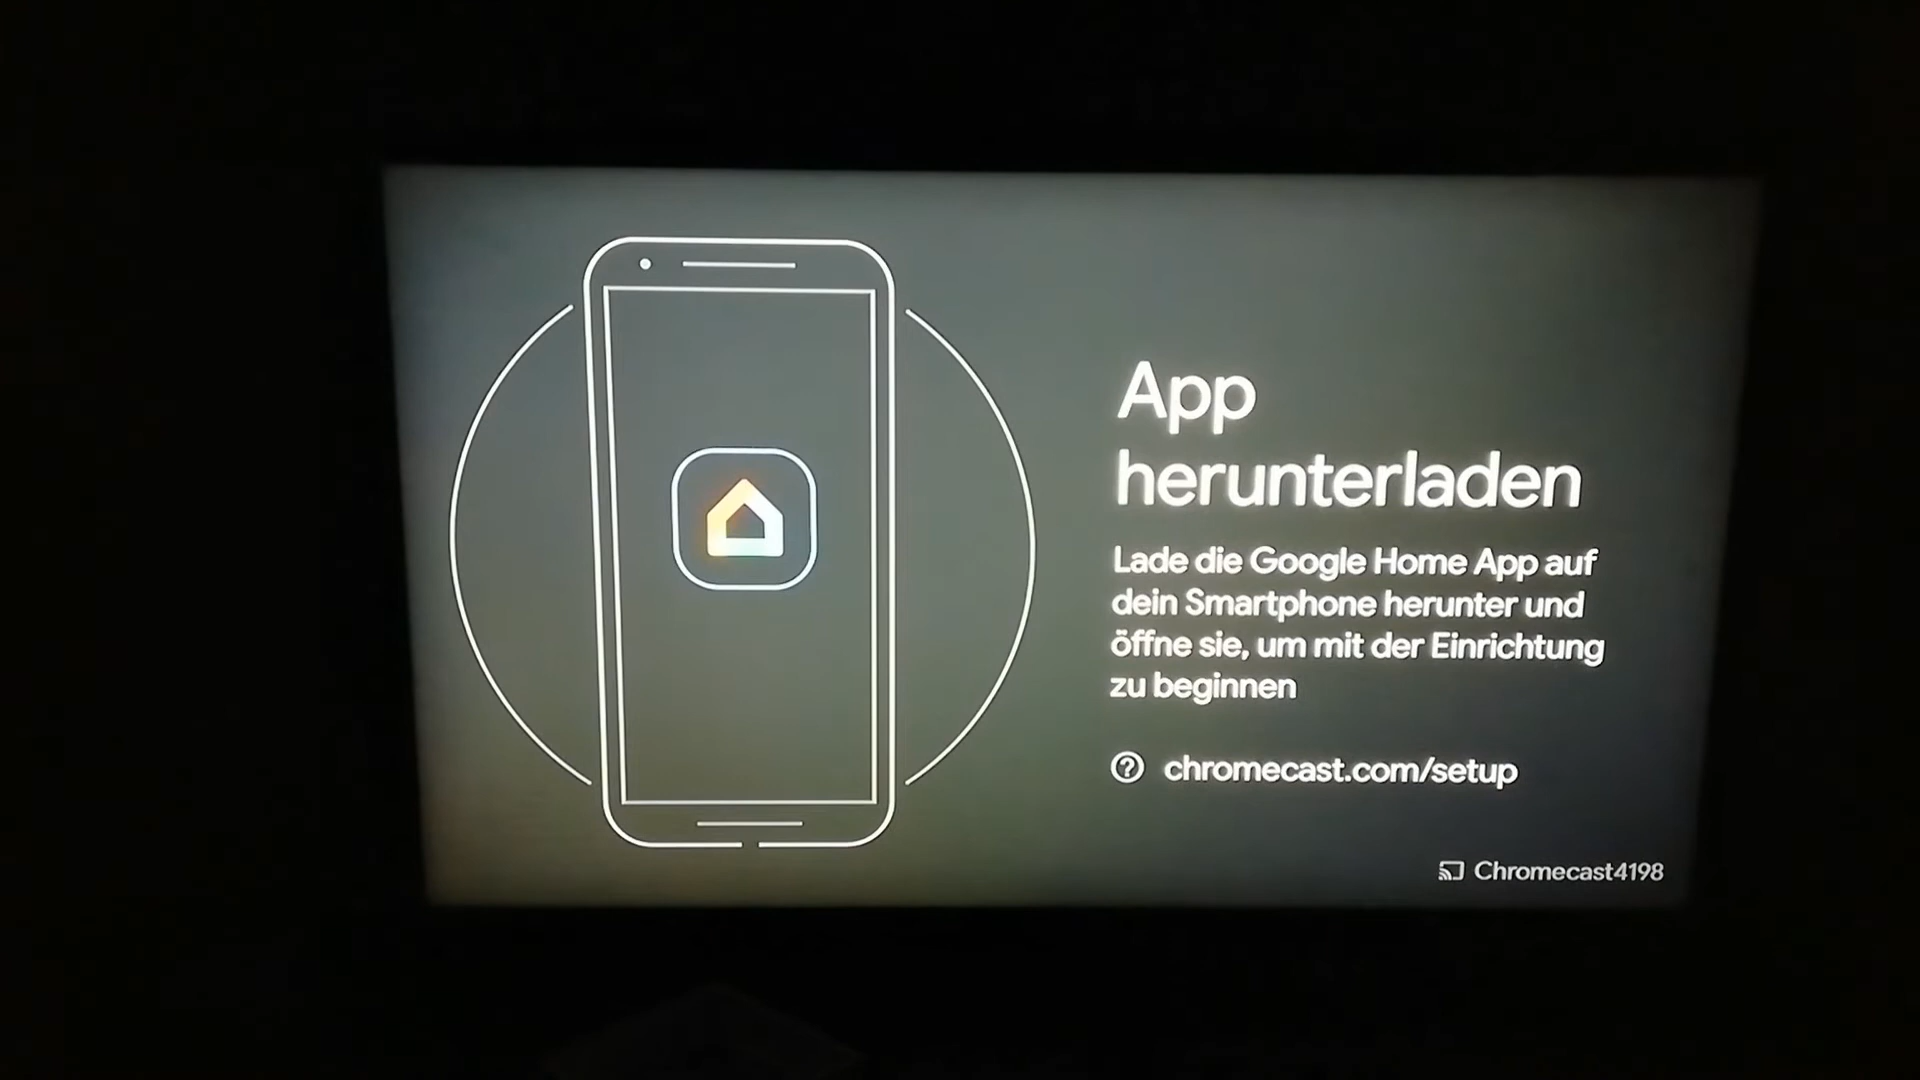 App
herunterladen
Lade die Google Home App auf
dein Smartphone herunter und
öffne sie, um mit der Einrichtung
zu beginnen
chromecast.com/setup
Chromecast4198